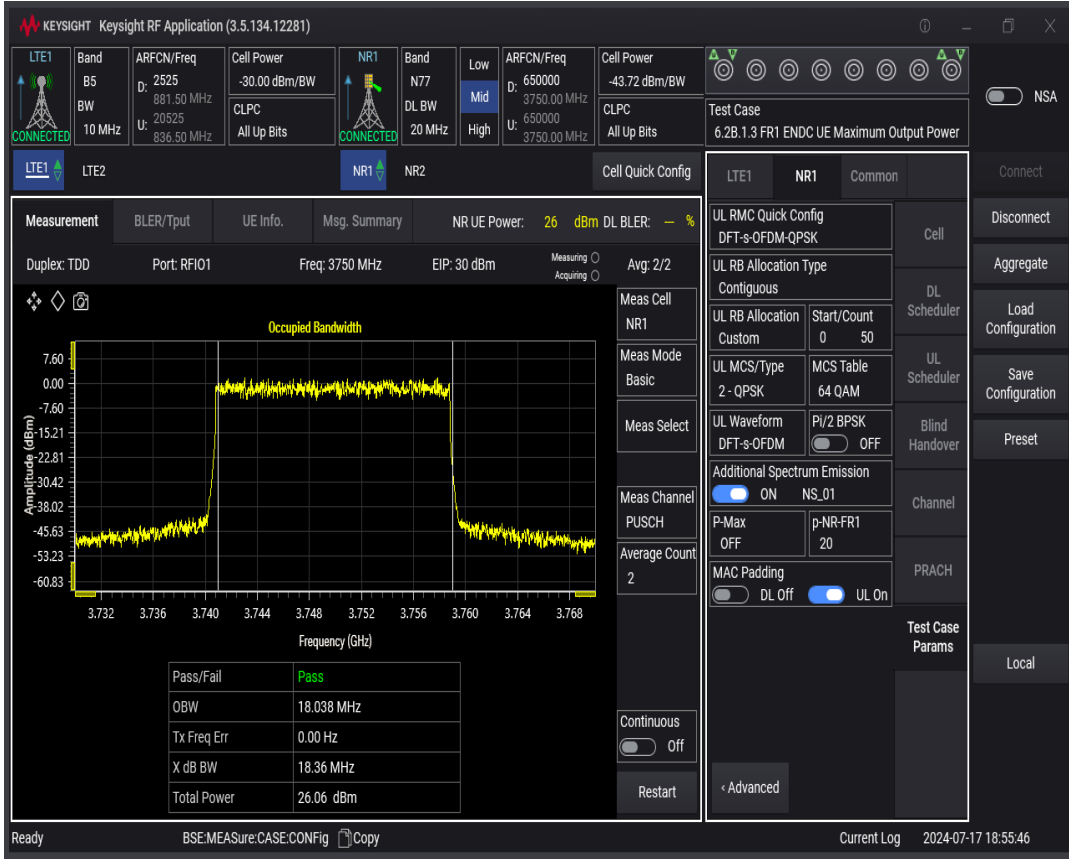 KEYSIGHT Keysight RF Application (3.5.134.12281)
LTE1 Band ARFCN/Freq Cell Power
B5 D: 2525 -30.00 dBm/BW
881.50 MHz
BW CLPC
10 MHz U: 20525 All Up Bits
836.50 MHz
CONNECTED
NR1 Band Low ARFCN/Freq Cell Power
N77 D: 650000 -43.72 dBm/BW
3750.00 MHz
DL BW Mid CLPC
20 MHz High U: 650000 All Up Bits
3750.00 MHz
CONNECTED
A V A V
Test Case
6.2B.1.3 FR1 ENDC UE Maximum Output Power
NSA
LTE1 LTE2 NR1 NR2 Cell Quick Config
Measurement BLER/Tput UE Info. Msg. Summary NR UE Power: 26 dBm DL BLER: — %
Duplex: TDD Port: RFIO1 Freq: 3750 MHz EIP: 30 dBm Measuring Avg: 2/2
Acquiring
Occupied Bandwidth
Amplitude (dBm)
7.60
0.00
-7.60
-15.21
-22.81
-30.42
-38.02
-45.63
-53.23
-60.83
3.732 3.736 3.740 3.744 3.748 3.752 3.756 3.760 3.764 3.768
Frequency (GHz)
Pass/Fail Pass
OBW 18.038 MHz
Tx Freq Err 0.00 Hz
X dB BW 18.36 MHz
Total Power 26.06 dBm
Meas Cell
NR1
Meas Mode
Basic
Meas Select
Meas Channel
PUSCH
Average Count
2
Continuous
Off
Restart
LTE1 NR1 Common
UL RMC Quick Config
DFT-s-OFDM-QPSK
UL RB Allocation Type
Contiguous
UL RB Allocation Start/Count
Custom 0 50
UL MCS/Type MCS Table
2 - QPSK 64 QAM
UL Waveform Pi/2 BPSK
DFT-s-OFDM OFF
Additional Spectrum Emission
ON NS_01
P-Max p-NR-FR1
OFF 20
MAC Padding
DL Off UL On
‹ Advanced
Cell
DL
Scheduler
UL
Scheduler
Blind
Handover
Channel
PRACH
Test Case
Params
Connect
Disconnect
Aggregate
Load
Configuration
Save
Configuration
Preset
Local
Ready BSE:MEASure:CASE:CONFig Copy Current Log 2024-07-17 18:55:46